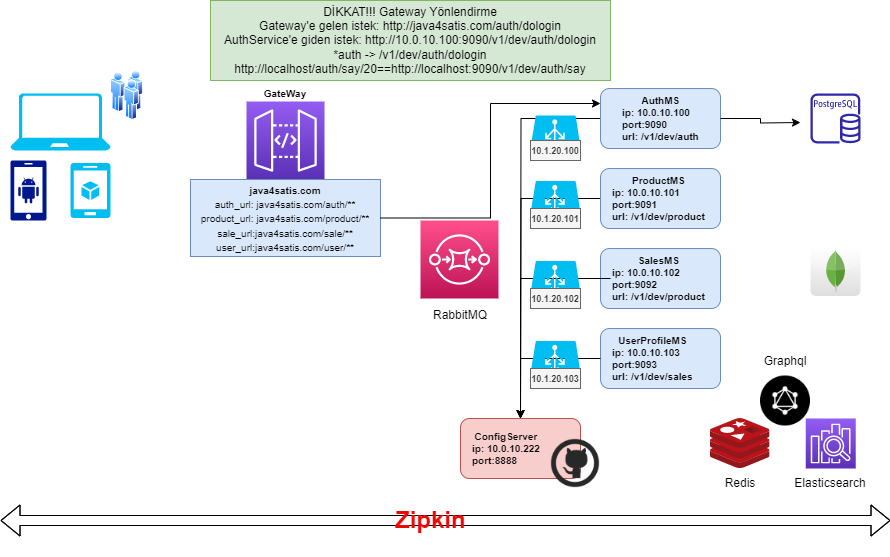 DİKKAT!!! Gateway Yönlendirme
Gateway'e gelen istek: http://java4satis.com/auth/dologin
AuthService'e giden istek: http://10.0.10.100:9090/v1/dev/auth/dologin
*auth -> /v1/dev/auth/dologin
http://localhost/auth/say/20==http://localhost:9090/v1/dev/auth/say
GateWay
java4satis.com
auth_url: java4satis.com/auth/**
product_url: java4satis.com/product/**
sale_url:java4satis.com/sale/**
user_url:java4satis.com/user/**
RabbitMQ
10.1.20.100
AuthMS
ip: 10.0.10.100
port:9090
url: /v1/dev/auth
PostgreSQL
10.1.20.101
ProductMS
ip: 10.0.10.101
port:9091
url: /v1/dev/product
10.1.20.102
SalesMS
ip: 10.0.10.102
port:9092
url: /v1/dev/product
10.1.20.103
UserProfileMS
ip: 10.0.10.103
port:9093
url: /v1/dev/sales
ConfigServer
ip: 10.0.10.222
port:8888
Graphql
Redis
Elasticsearch
Zipkin